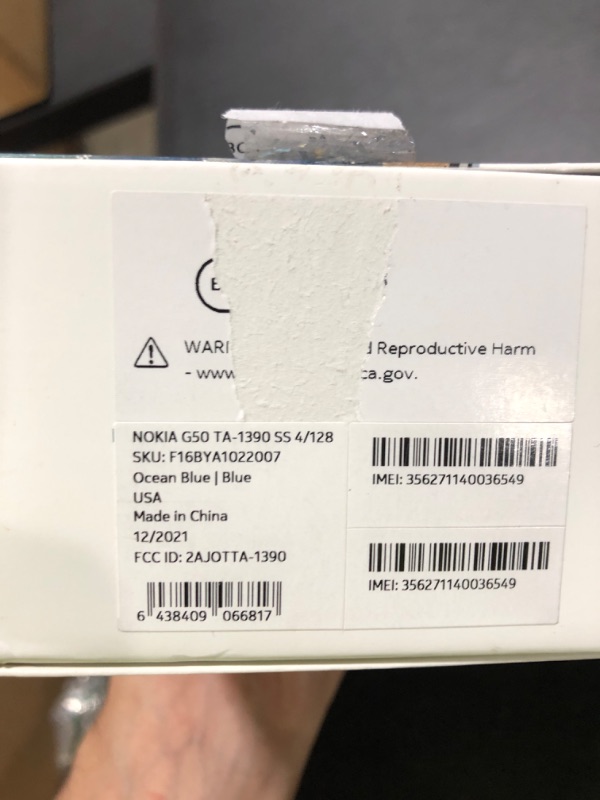 WARI d Reproductive Harm
- www ca.gov.
NOKIA G50 TA-1390 SS 4/128
SKU: F16BYA1022007
Ocean Blue | Blue
USA
Made in China
12/2021
FCC ID: 2AJOTTA-1390
6 438409 066817
IMEI: 356271140036549
IMEI: 356271140036549